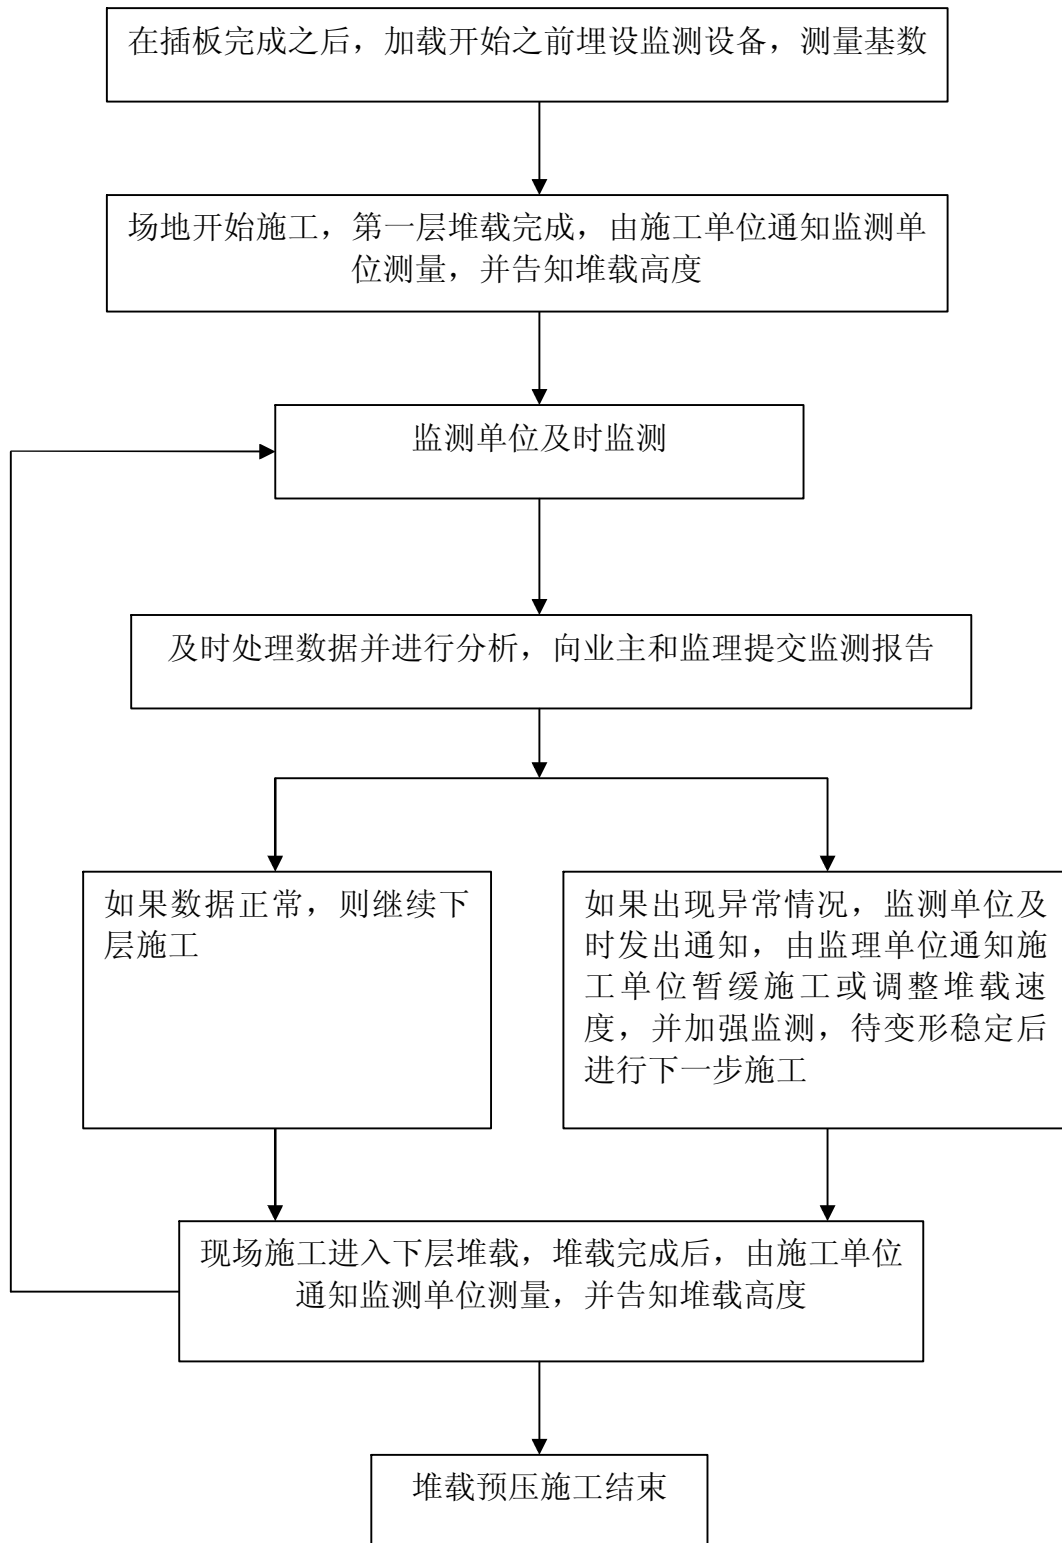 在插板完成之后，加载开始之前埋设监测设备，测量基数
场地开始施工，第一层堆载完成，由施工单位通知监测单
位测量，并告知堆载高度
监测单位及时监测
及时处理数据并进行分析，向业主和监理提交监测报告
如果数据正常，则继续下
层施工
如果出现异常情况，监测单位及
时发出通知，由监理单位通知施
工单位暂缓施工或调整堆载速
度，并加强监测，待变形稳定后
进行下一步施工
现场施工进入下层堆载，堆载完成后，由施工单位
通知监测单位测量，并告知堆载高度
堆载预压施工结束